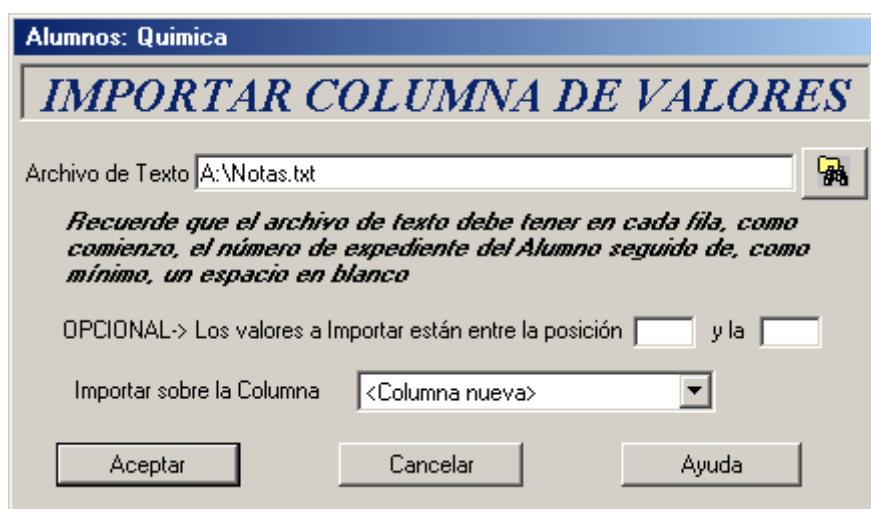 Alumnos: Quimica
IMPORTAR COLUMNA DE VALORES
Archivo de Texto A:\Notas.txt
Recuerde que el archivo de texto debe tener en cada fila, como
comienzo, el número de expediente del Alumno seguido de, como
mínimo, un espacio en blanco
OPCIONAL-> Los valores a Importar están entre la posición y la
Importar sobre la Columna <Columna nueva>
Aceptar Cancelar Ayuda